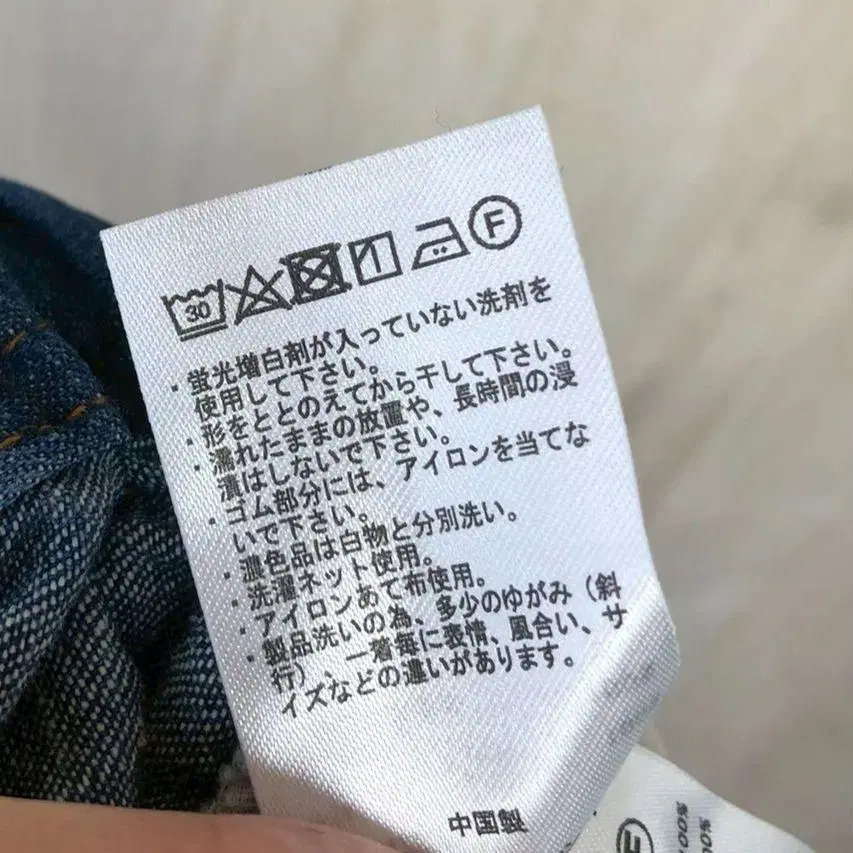 30 F
・蛍光増白剤が入っていない洗剤を
使用して下さい。
・形をととのえてから干して下さい。
・濡れたままの放置や、長時間の浸
漬はしないで下さい。
・ゴム部分には、アイロンを当てな
いで下さい。
・濃色品は白物と分別洗い。
・洗濯ネット使用。
・アイロンあて布使用。
・製品洗いの為、多少のゆがみ（斜
行）、一着毎に表情、風合い、サ
イズなどの違いがあります。
中国製